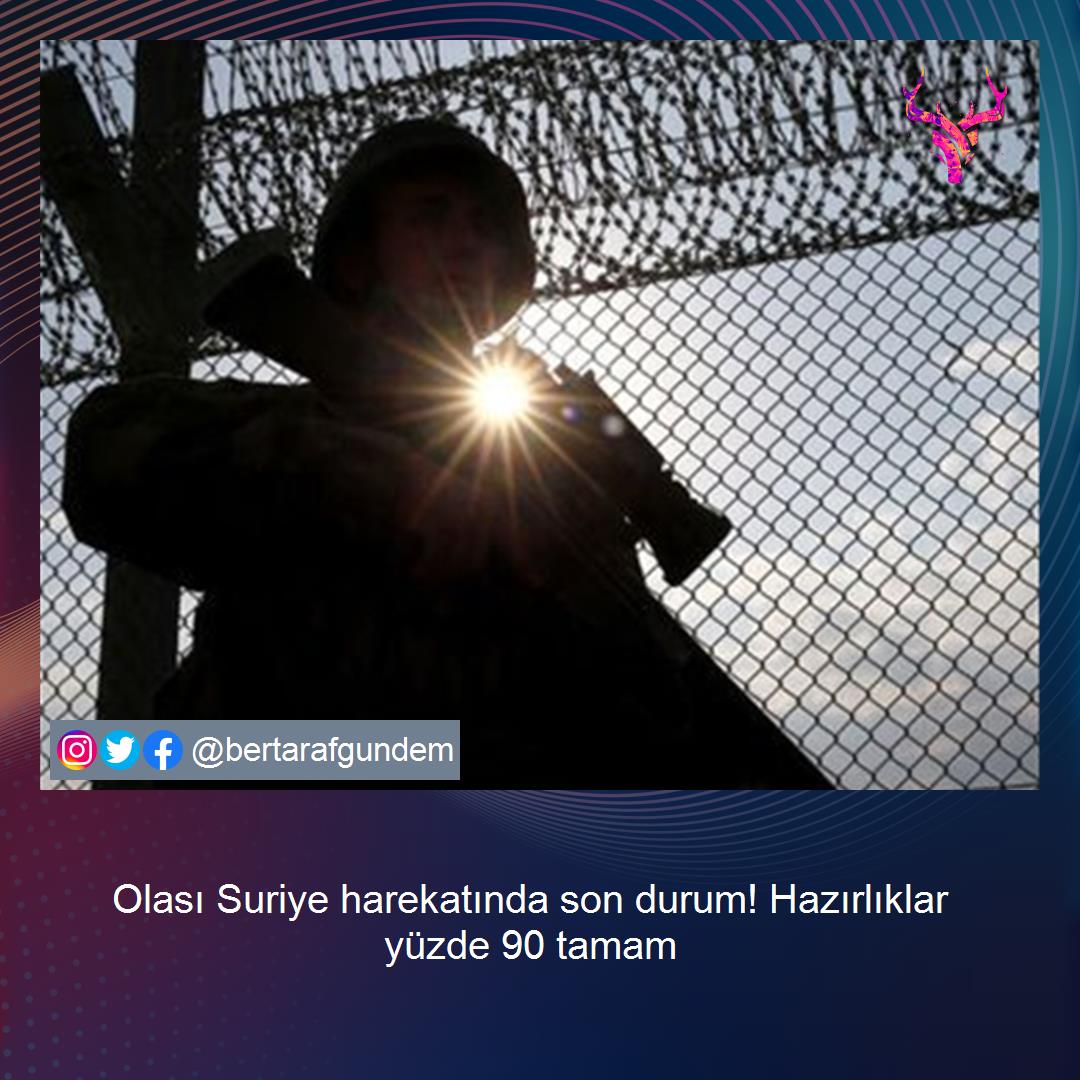 @bertarafgundem
Olası Suriye harekatında son durum! Hazırlıklar
yüzde 90 tamam